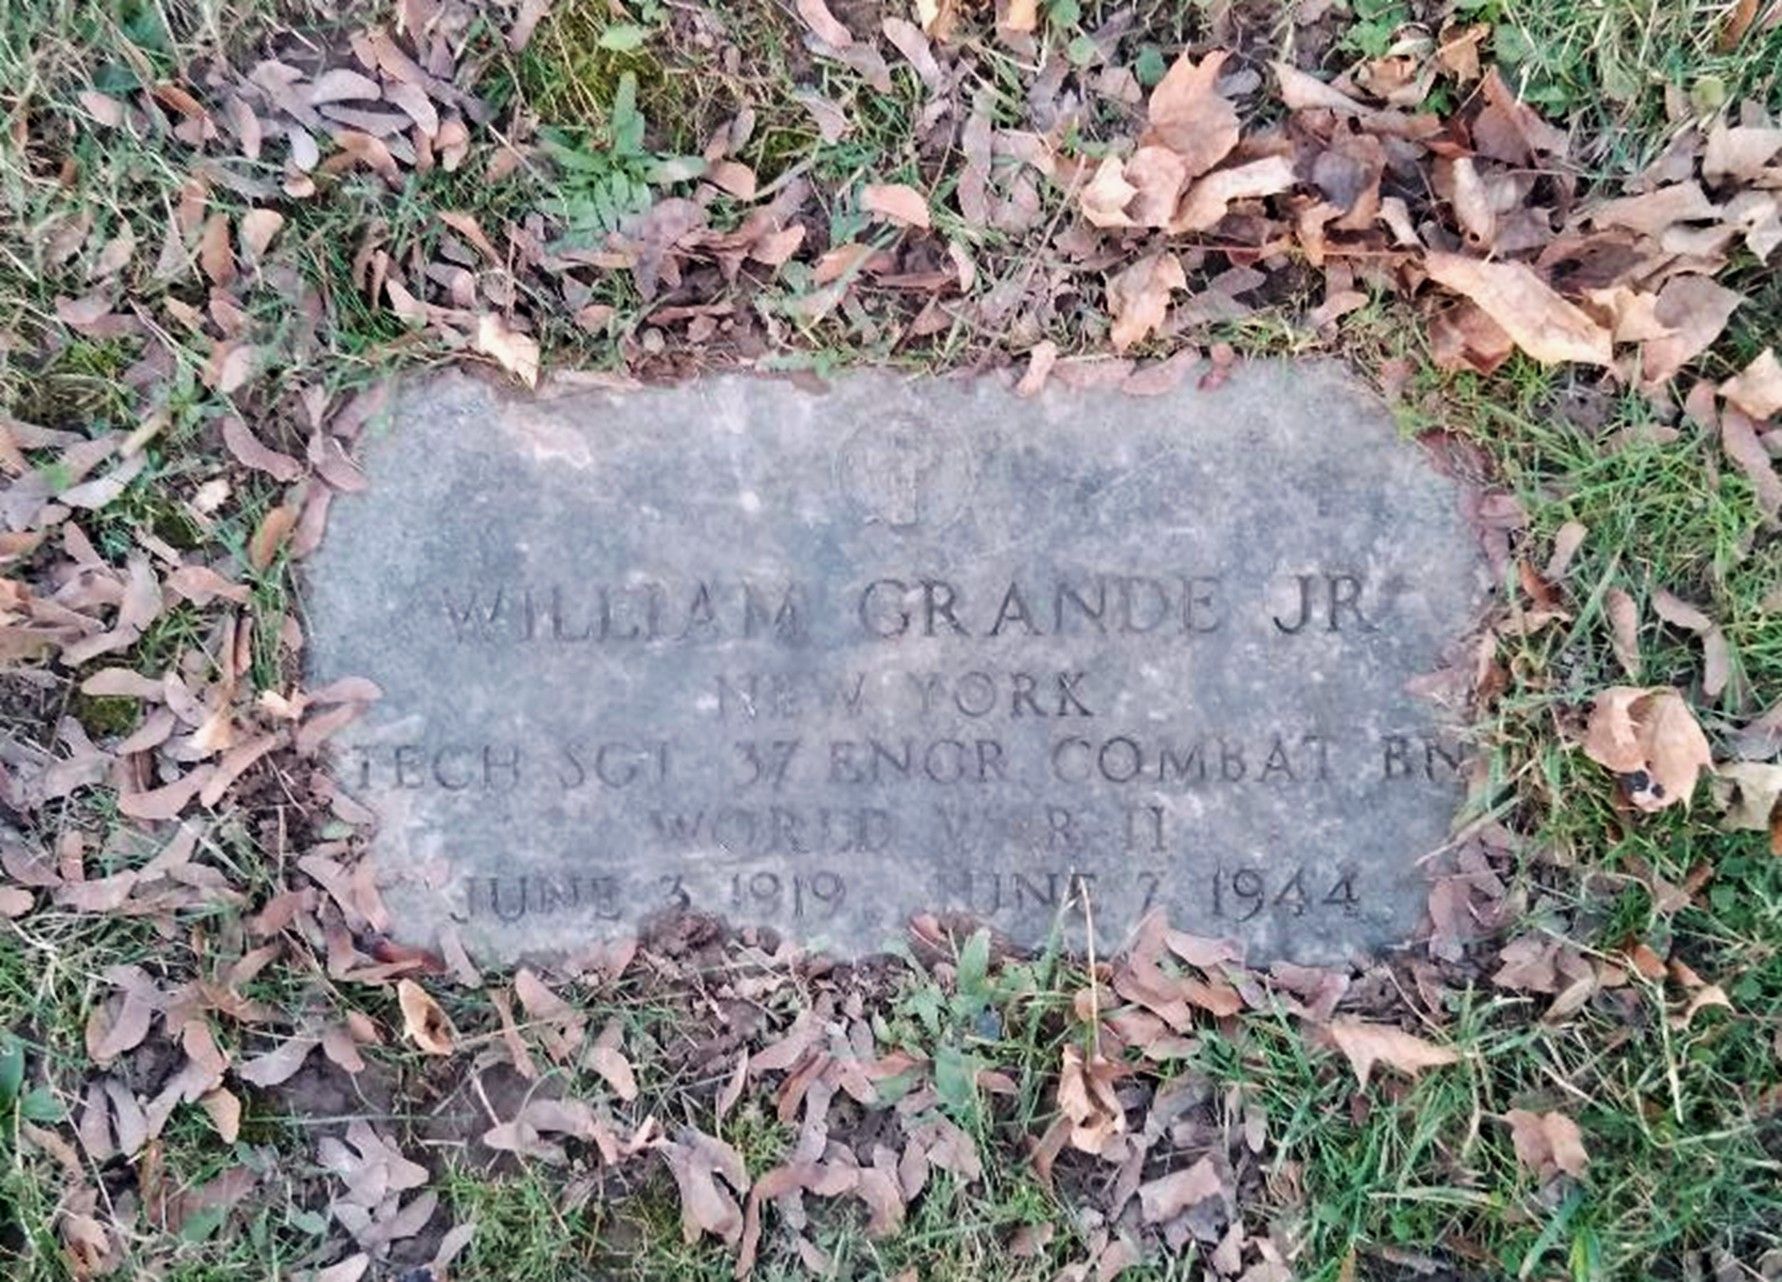 WILLIAM GRANDE JR
NEW YORK
TECH SGT 37 ENGR COMBAT BN
WORLD WAR II
JUNE 3 1919 JUNE 7 1944